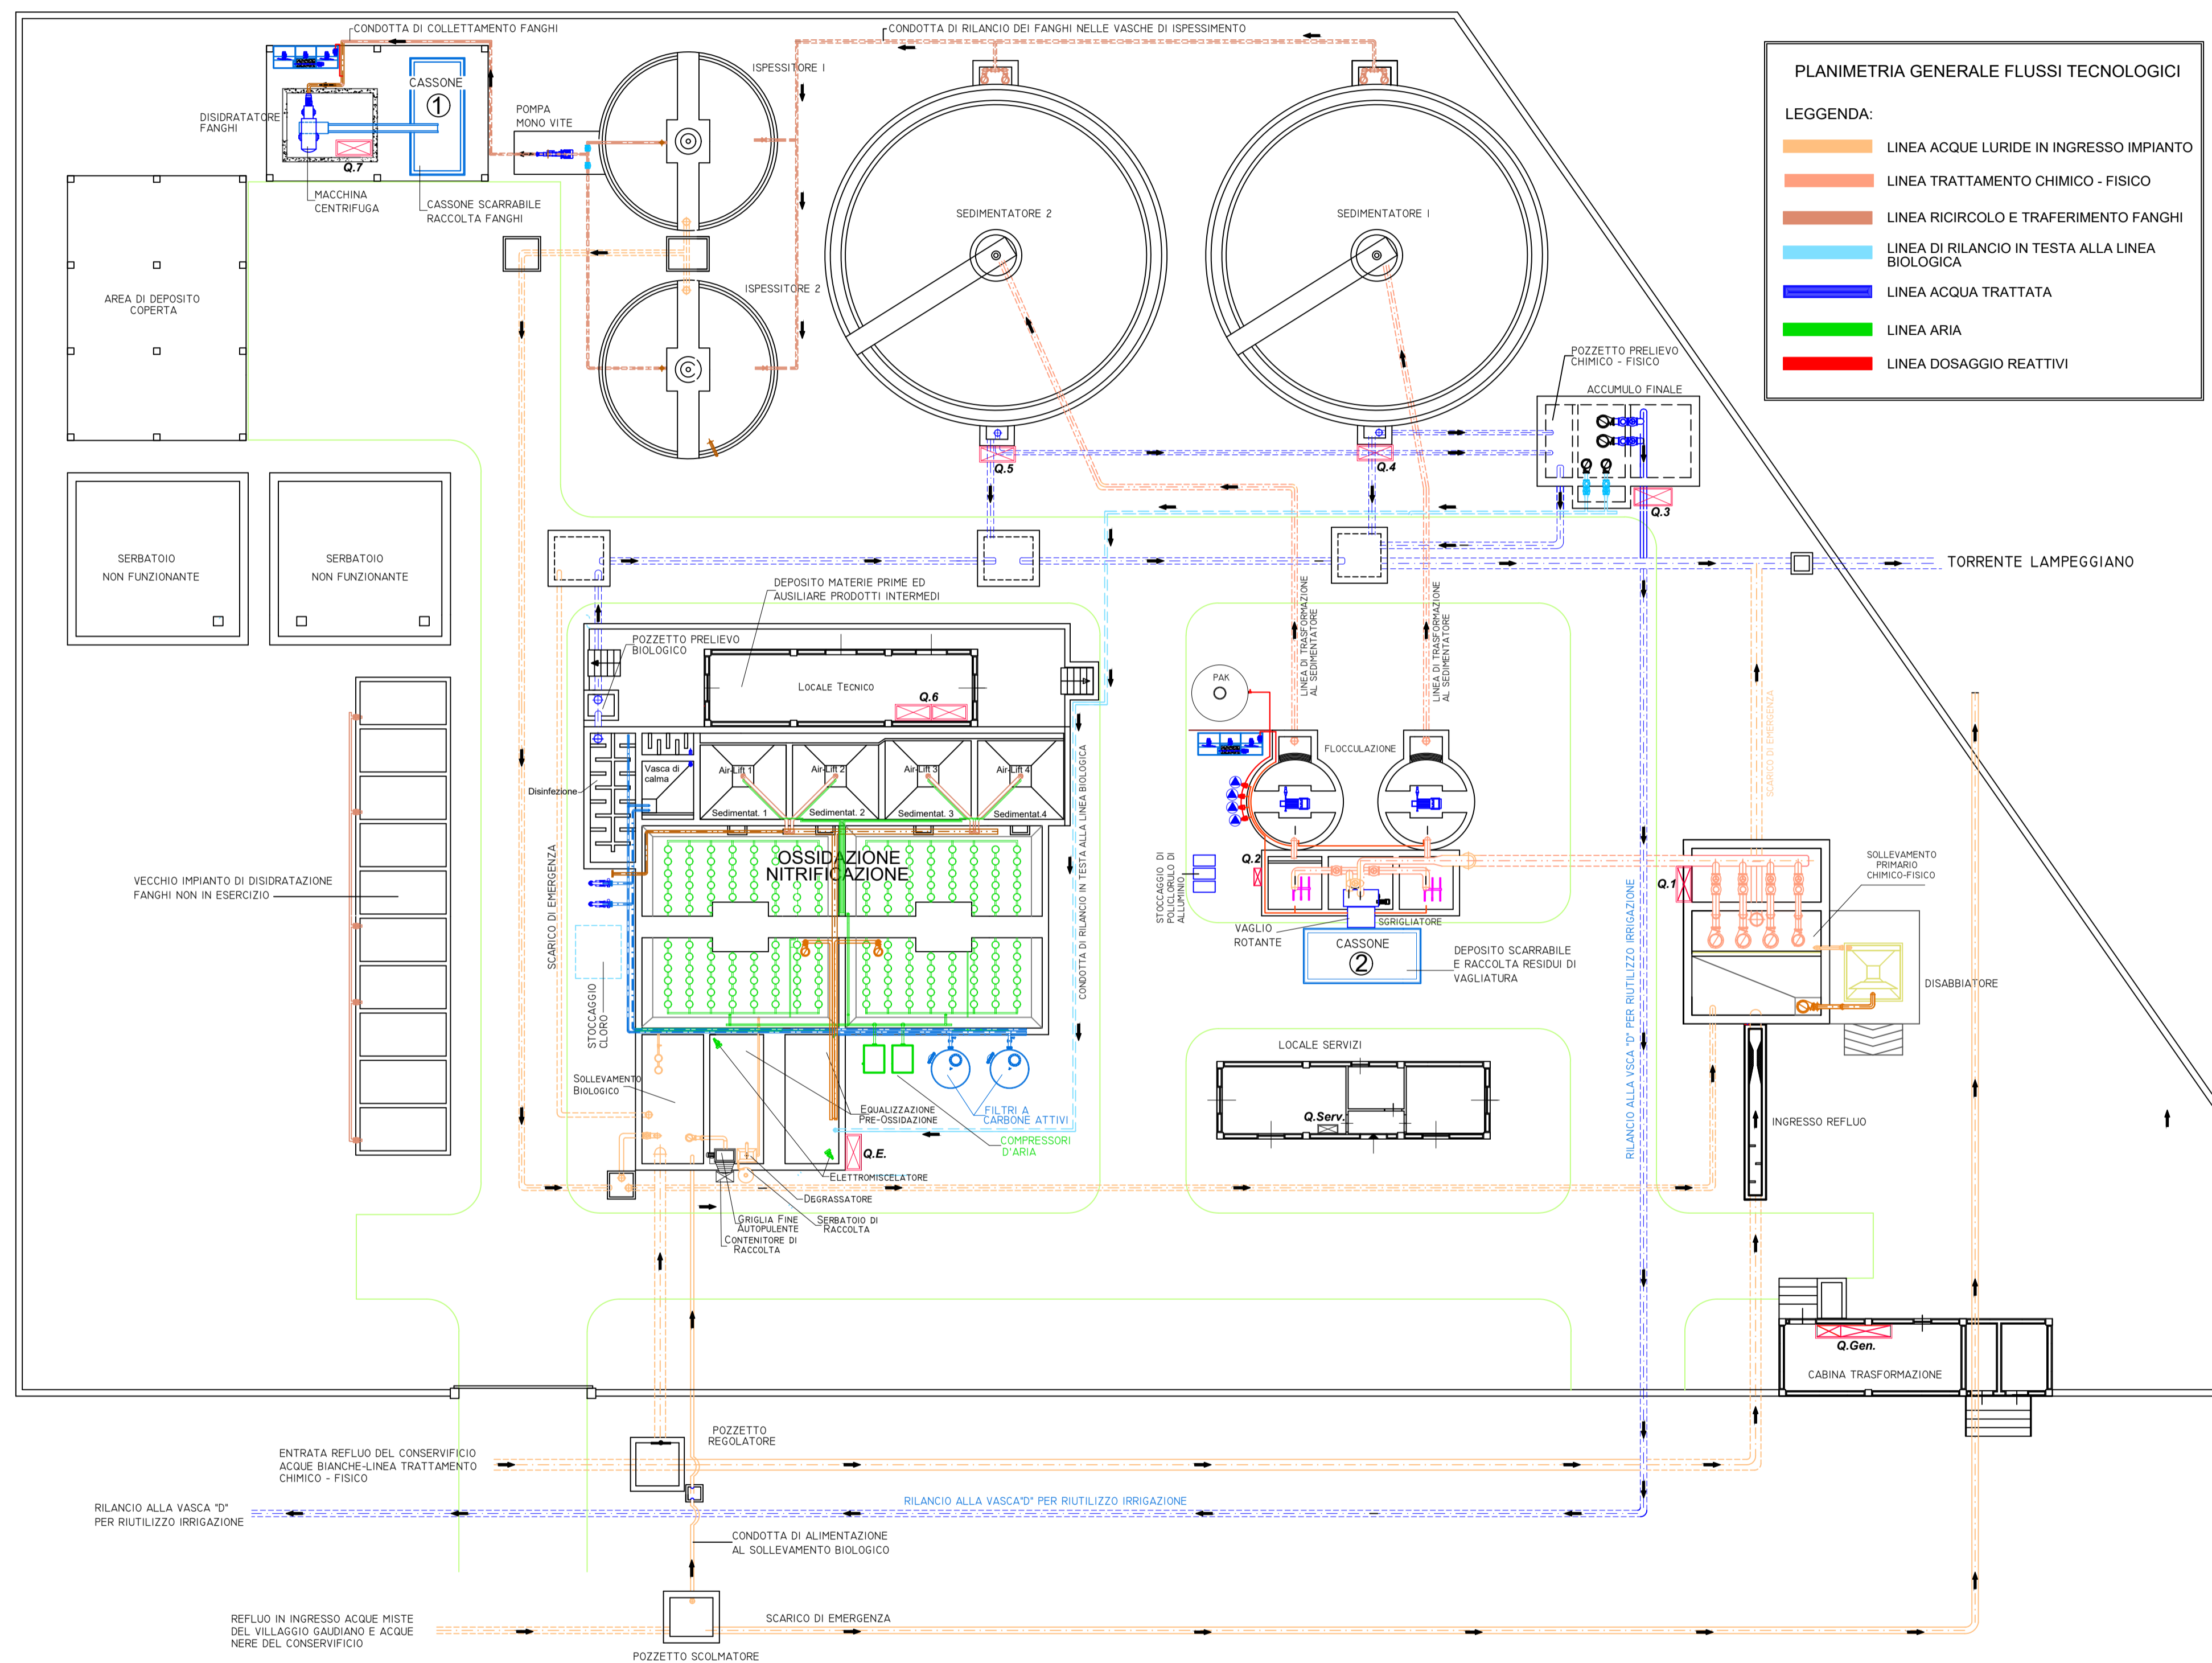 CONDOTTA DI COLLETTAMENTO FANGHI
CONDOTTA DI RILANCIO DEI FANGHI NELLE VASCHE DI ISPESSIMENTO
PLANIMETRIA GENERALE FLUSSI TECNOLOGICI
LEGGENDA:
LINEA ACQUE LURIDE IN INGRESSO IMPIANTO
LINEA TRATTAMENTO CHIMICO - FISICO
LINEA RICIRCOLO E TRAFERIMENTO FANGHI
LINEA DI RILANCIO IN TESTA ALLA LINEA
BIOLOGICA
LINEA ACQUA TRATTATA
LINEA ARIA
LINEA DOSAGGIO REATTIVI
CASSONE
1
DISIDRATATORE
FANGHI
Q.7
MACCHINA
CENTRIFUGA
CASSONE SCARRABILE
RACCOLTA FANGHI
POMPA
MONO VITE
ISPESSITORE 1
ISPESSITORE 2
SEDIMENTATORE 2
SEDIMENTATORE 1
AREA DI DEPOSITO
COPERTA
POZZETTO PRELIEVO
CHIMICO - FISICO
ACCUMULO FINALE
Q.5
Q.4
Q.3
SERBATOIO
NON FUNZIONANTE
SERBATOIO
NON FUNZIONANTE
TORRENTE LAMPEGGIANO
DEPOSITO MATERIE PRIME ED
AUSILIARE PRODOTTI INTERMEDI
POZZETTO PRELIEVO
BIOLOGICO
LOCALE TECNICO
Q.6
LINEA DI TRASFORMAZIONE
AL SEDIMENTATORE
LINEA DI TRASFORMAZIONE
AL SEDIMENTATORE
PAK
FLOCCULAZIONE
Vasca di
calma
Disinfezione
Air-Lift 1
Air-Lift 2
Air-Lift 3
Air-Lift 4
Sedimentat. 1
Sedimentat. 2
Sedimentat. 3
Sedimentat.4
OSSIDAZIONE
NITRIFICAZIONE
SCARICO DI EMERGENZA
CONDOTTA DI RILANCIO IN TESTA ALLA LINEA BIOLOGICA
VECCHIO IMPIANTO DI DISIDRATAZIONE
FANGHI NON IN ESERCIZIO
STOCCAGGIO
CLORO
STOCCAGGIO DI
POLICLORULO DI
ALLUMINIO
Q.2
VAGLIO
ROTANTE
SGRIGLIATORE
CASSONE
2
DEPOSITO SCARRABILE
E RACCOLTA RESIDUI DI
VAGLIATURA
SCARICO DI EMERGENZA
Q.1
SOLLEVAMENTO
PRIMARIO
CHIMICO-FISICO
DISABBIATORE
RILANCIO ALLA VSCA "D" PER RIUTILIZZO IRRIGAZIONE
LOCALE SERVIZI
Q.Serv.
INGRESSO REFLUO
SOLLEVAMENTO
BIOLOGICO
EQUALIZZAZIONE
PRE-OSSIDAZIONE
FILTRI A
CARBONE ATTIVI
COMPRESSORI
D'ARIA
Q.E.
ELETTROMISCELATORE
DEGRASSATORE
SERBATOIO DI
RACCOLTA
GRIGLIA FINE
AUTOPULENTE
CONTENITORE DI
RACCOLTA
Q.Gen.
CABINA TRASFORMAZIONE
POZZETTO
REGOLATORE
ENTRATA REFLUO DEL CONSERVIFICIO
ACQUE BIANCHE-LINEA TRATTAMENTO
CHIMICO - FISICO
RILANCIO ALLA VASCA "D"
PER RIUTILIZZO IRRIGAZIONE
RILANCIO ALLA VASCA"D" PER RIUTILIZZO IRRIGAZIONE
CONDOTTA DI ALIMENTAZIONE
AL SOLLEVAMENTO BIOLOGICO
REFLUO IN INGRESSO ACQUE MISTE
DEL VILLAGGIO GAUDIANO E ACQUE
NERE DEL CONSERVIFICIO
SCARICO DI EMERGENZA
POZZETTO SCOLMATORE